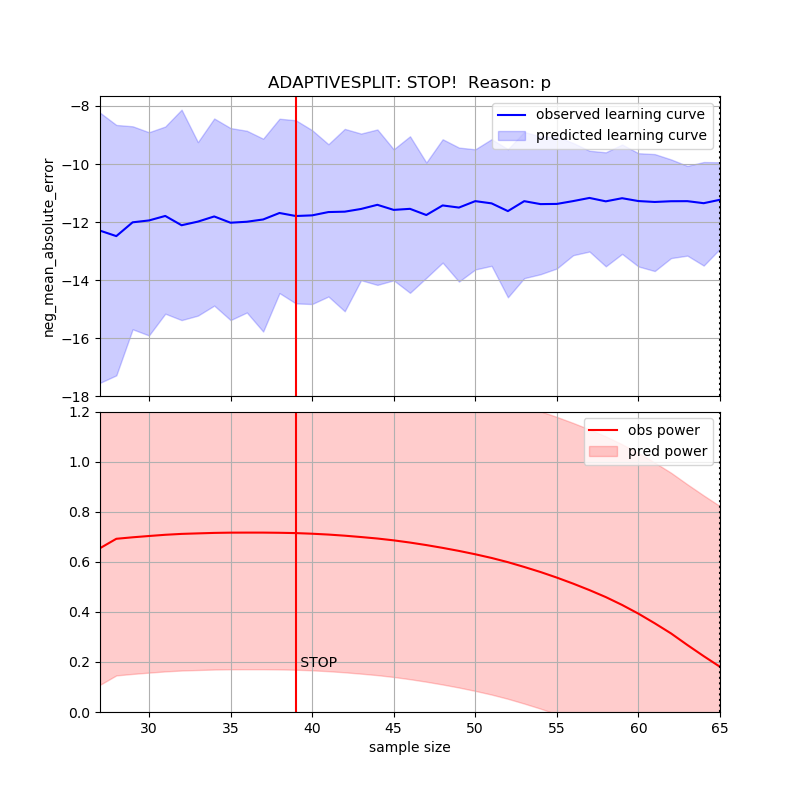 ADAPTIVESPLIT: STOP!  Reason: p
neg_mean_absolute_error
−8
−10
−12
−14
−16
−18
observed learning curve
predicted learning curve
1.2
1.0
0.8
0.6
0.4
0.2
0.0
obs power
pred power
STOP
30 35 40 45 50 55 60 65
sample size